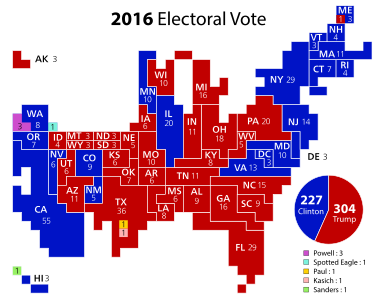 2016 Electoral Vote
ME
1 3
AK 3
NH
4
VT
3
MA 11
CT 7
RI
4
WI
10
MI
16
NY 29
MN
10
WA
3 8
1
ID
4
MT 3
ND 3
IA
6
IL
20
IN
11
OH
18
PA 20
NJ 14
OR
7
WY 3
SD 3
NE
5
WV
5
MD
10
DC
3
DE 3
NV
6
CO
9
KS
6
MO
10
KY
8
VA 13
UT
6
OK
7
AR
6
TN 11
NC 15
AZ
11
NM
5
CA
55
TX
36
1
1
LA
8
MS
6
AL
9
GA
16
SC 9
FL 29
1
HI 3
227
Clinton
304
Trump
Powell : 3
Spotted Eagle : 1
Paul : 1
Kasich : 1
Sanders : 1